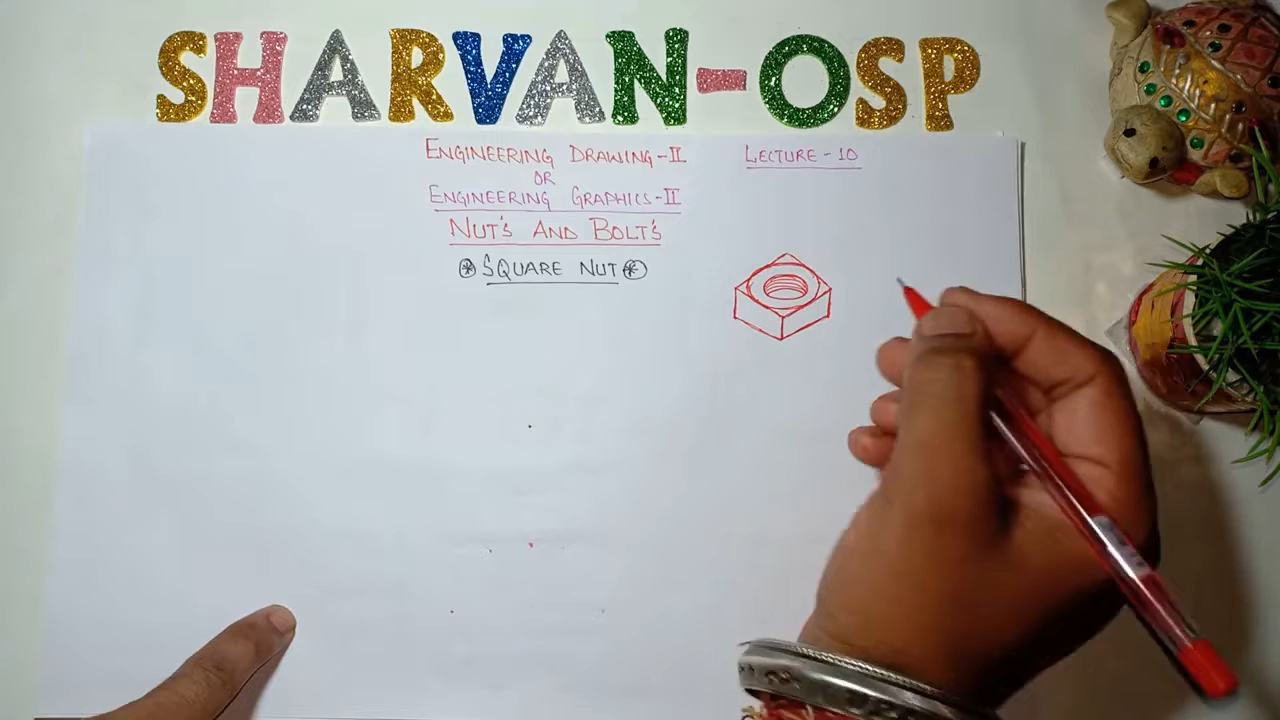 SHARVAN-OSP
ENGINEERING DRAWING-II
LECTURE-10
OR
ENGINEERING GRAPHICS-II
NUT'S AND BOLT'S
SQUARE NUT